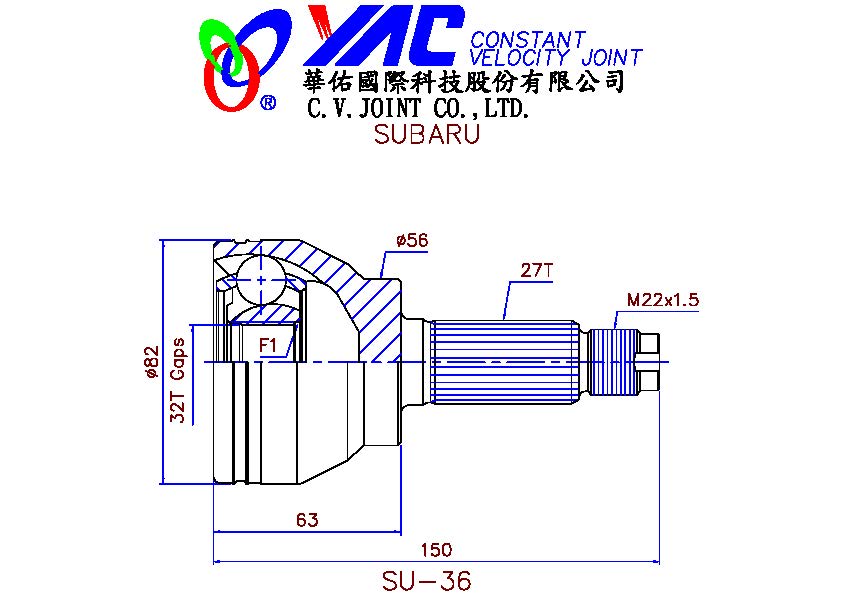 YAC CONSTANT
VELOCITY JOINT
®
華佑國際科技股份有限公司
C.V.JOINT CO.,LTD.
SUBARU
ø56
27T
M22x1.5
ø82
32T Gaps
F1
63
150
SU-36